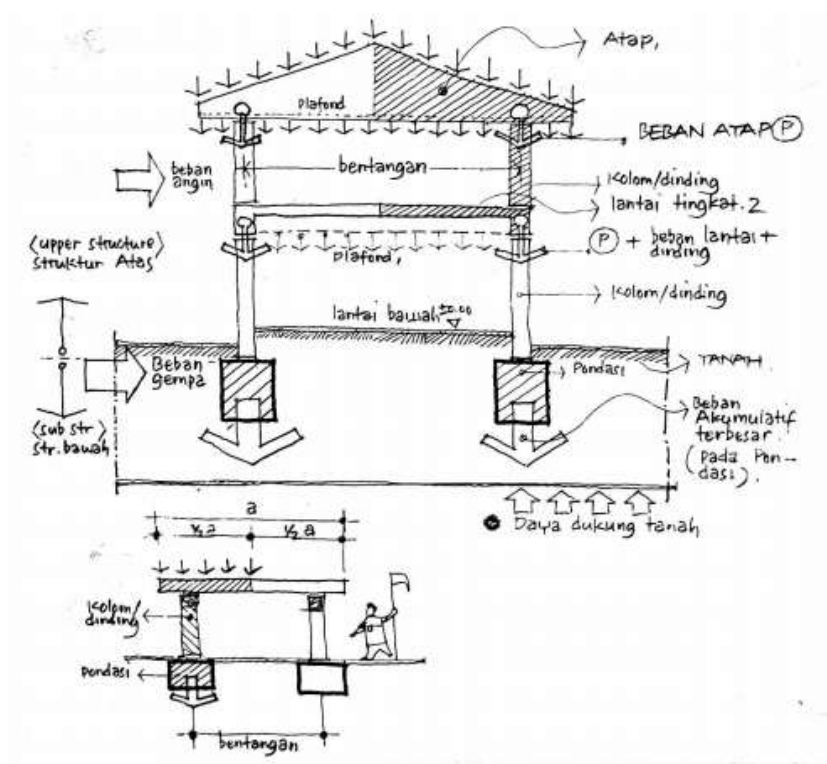 Atap,
Plafond
BEBAN ATAP P
beban
angin
bentangan
Kolom/dinding
lantai tingkat.2
(upper structure)
struktur Atas
P + beban lantai +
dinding
Plafond,
Kolom/dinding
lantai bawah ±0.00
Beban
gempa
Pondasi
TANAH
(sub str)
str. bawah
Beban
Akumulatif
terbesar
(pada Pon-
dasi).
Daya dukung tanah
a
½a
½ a
Kolom/
dinding
pondasi
bentangan